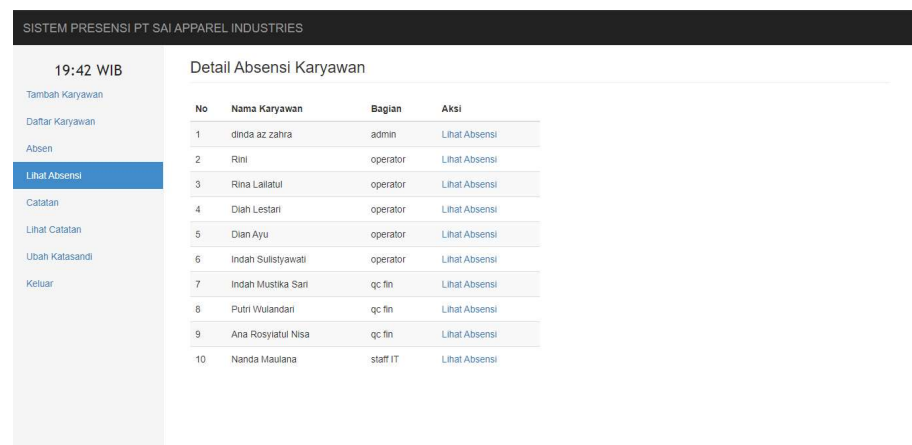 SISTEM PRESENSI PT SAI APPAREL INDUSTRIES
19:42 WIB
Tambah Karyawan
Daftar Karyawan
Absen
Lihat Absensi
Catatan
Lihat Catatan
Ubah Katasandi
Keluar
Detail Absensi Karyawan
No Nama Karyawan Bagian Aksi
1 dinda az zahra admin Lihat Absensi
2 Rini operator Lihat Absensi
3 Rina Lailatul operator Lihat Absensi
4 Diah Lestari operator Lihat Absensi
5 Dian Ayu operator Lihat Absensi
6 Indah Sulistyawati operator Lihat Absensi
7 Indah Mustika Sari qc fin Lihat Absensi
8 Putri Wulandari qc fin Lihat Absensi
9 Ana Rosyiatul Nisa qc fin Lihat Absensi
10 Nanda Maulana staff IT Lihat Absensi